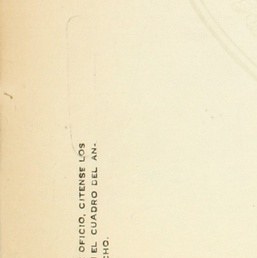 OFICIO, CITENSE LOS
EL CUADRO DEL AN-
CHO.